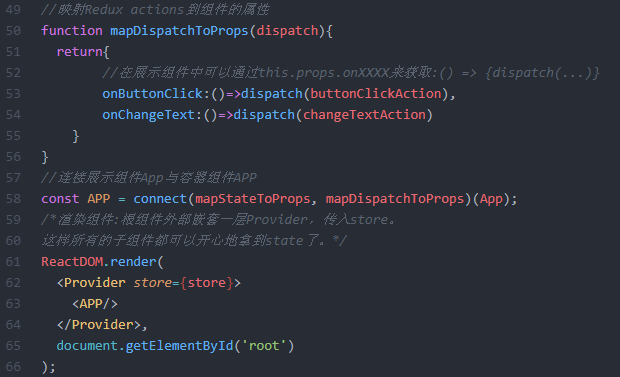 49 //映射Redux actions到组件的属性
50 function mapDispatchToProps(dispatch){
51   return{
52         //在展示组件中可以通过this.props.onXXXX来获取:() => {dispatch(...)}
53         onButtonClick:()=>dispatch(buttonClickAction),
54         onChangeText:()=>dispatch(changeTextAction)
55     }
56 }
57 //连接展示组件App与容器组件APP
58 const APP = connect(mapStateToProps, mapDispatchToProps)(App);
59 /*渲染组件:根组件外部嵌套一层Provider，传入store。
60 这样所有的子组件都可以开心地拿到state了。*/
61 ReactDOM.render(
62   <Provider store={store}>
63     <APP/>
64   </Provider>,
65   document.getElementById('root')
66 );